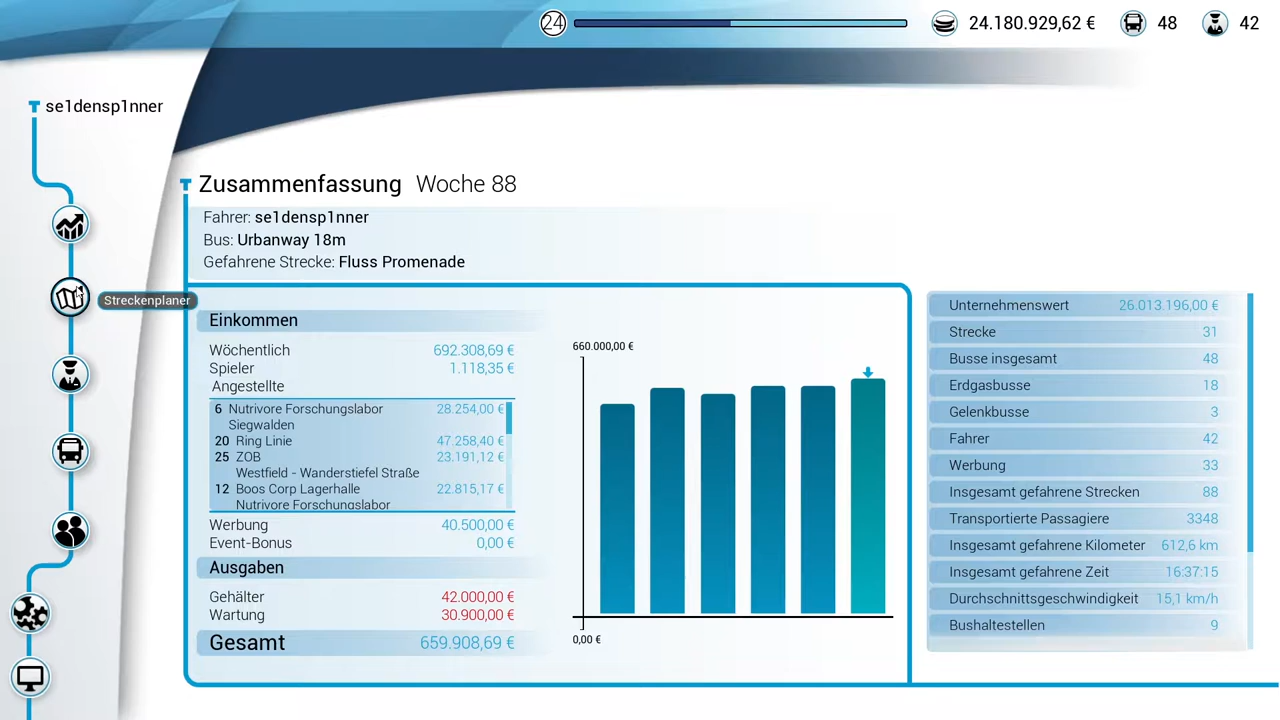 24
24.180.929,62 €
48
42
se1densp1nner
Zusammenfassung Woche 88
Fahrer: se1densp1nner
Bus: Urbanway 18m
Gefahrene Strecke: Fluss Promenade
Streckenplaner
Einkommen
Wöchentlich 692.308,69 €
Spieler 1.118,35 €
Angestellte
6 Nutrivore Forschungslabor 28.254,00 €
Siegwalden
20 Ring Linie 47.258,40 €
25 ZOB 23.191,12 €
Westfield - Wanderstiefel Straße
12 Boos Corp Lagerhalle 22.815,17 €
Nutrivore Forschungslabor
Werbung 40.500,00 €
Event-Bonus 0,00 €
Ausgaben
Gehälter 42.000,00 €
Wartung 30.900,00 €
Gesamt 659.908,69 €
660.000,00 €
0,00 €
Unternehmenswert 26.013.196,00 €
Strecke 31
Busse insgesamt 48
Erdgasbusse 18
Gelenkbusse 3
Fahrer 42
Werbung 33
Insgesamt gefahrene Strecken 88
Transportierte Passagiere 3348
Insgesamt gefahrene Kilometer 612,6 km
Insgesamt gefahrene Zeit 16:37:15
Durchschnittsgeschwindigkeit 15,1 km/h
Bushaltestellen 9